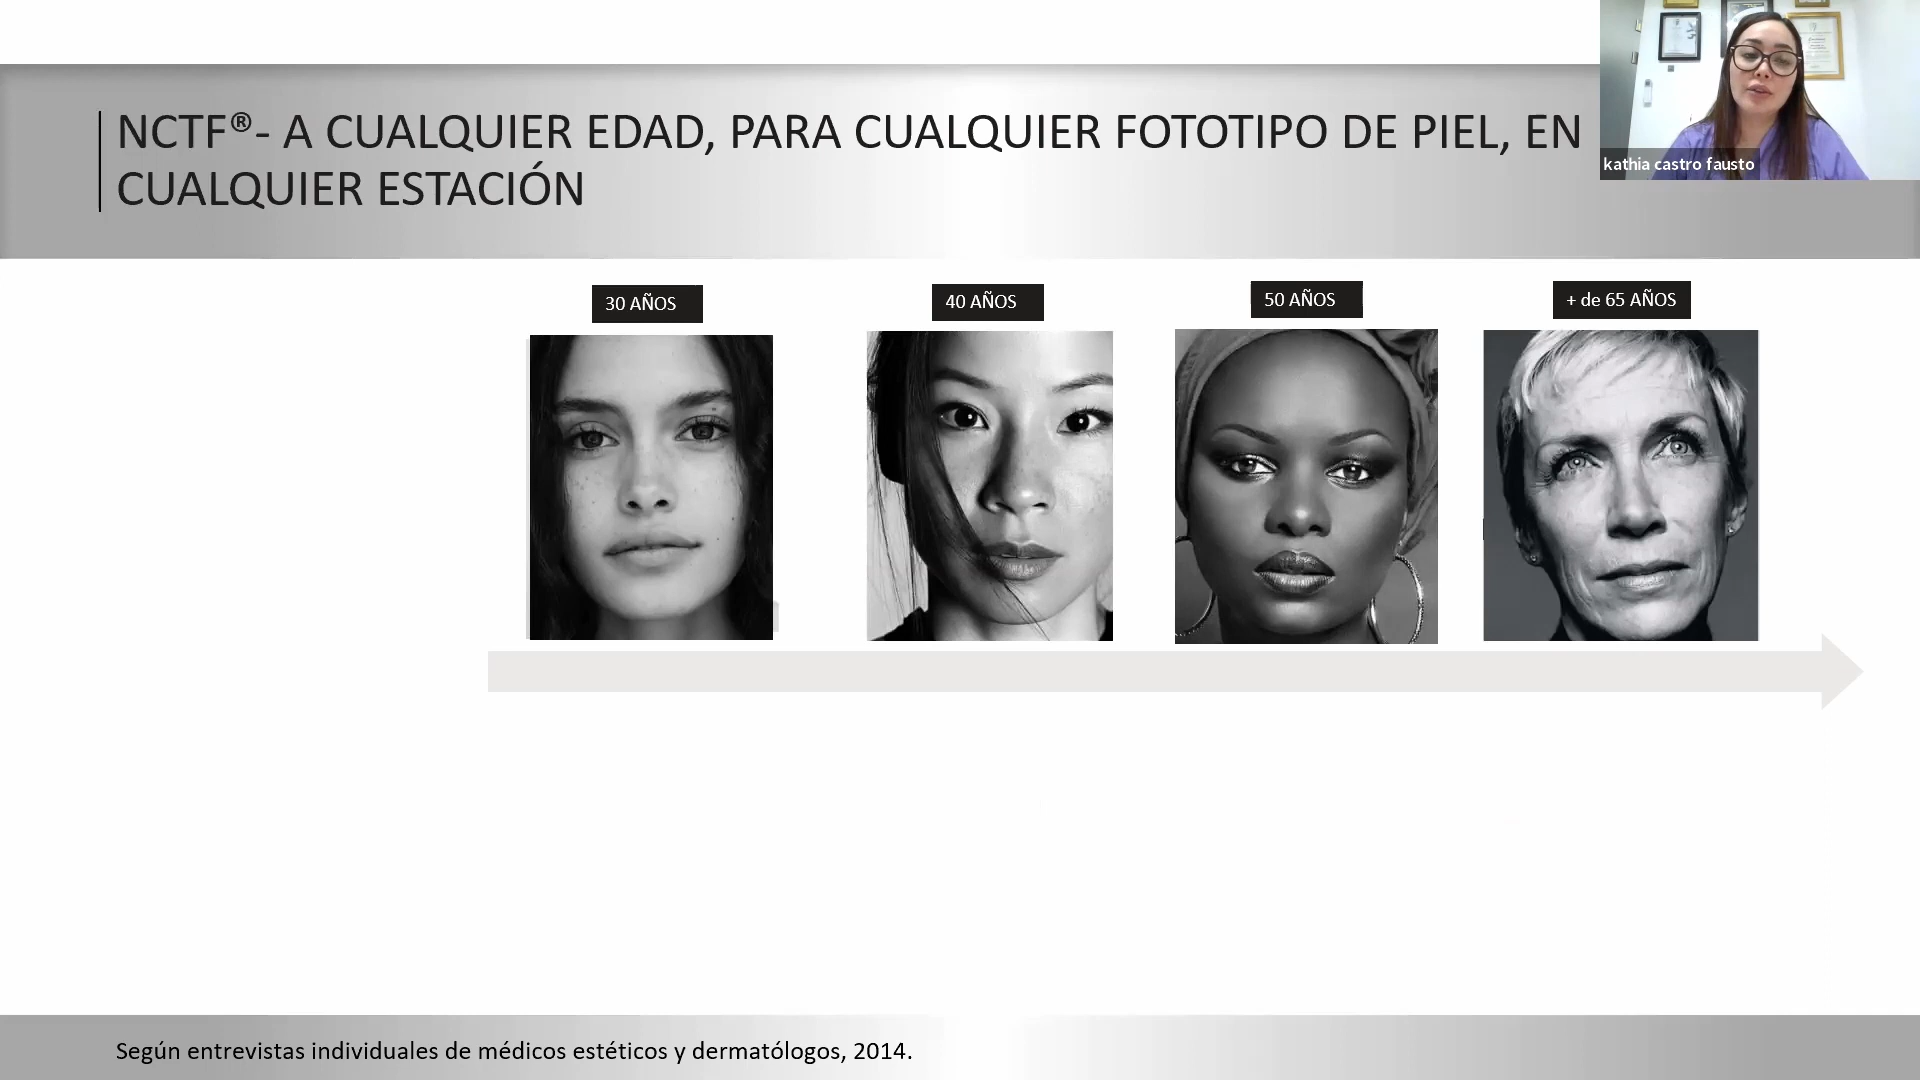 NCTF®- A CUALQUIER EDAD, PARA CUALQUIER FOTOTIPO DE PIEL, EN
CUALQUIER ESTACIÓN
kathia castro fausto
30 AÑOS
40 AÑOS
50 AÑOS
+ de 65 AÑOS
Según entrevistas individuales de médicos estéticos y dermatólogos, 2014.